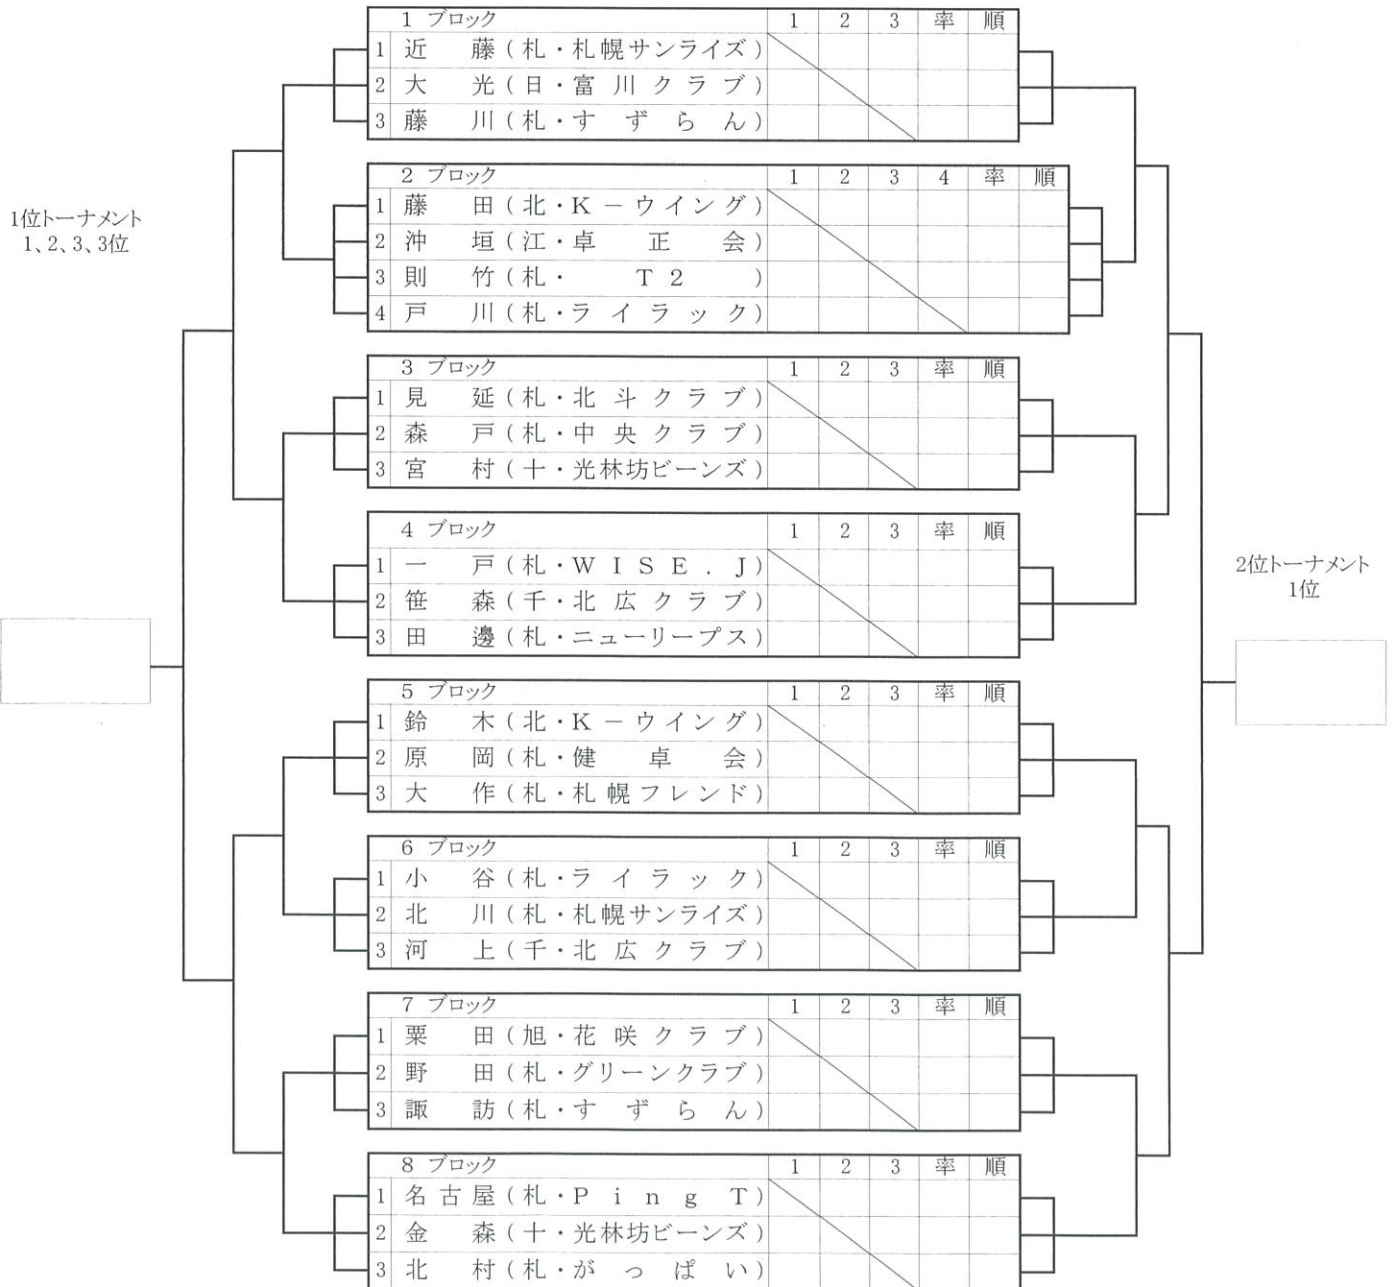 1 ブロック 1 2 3 率 順
1 近 藤(札・札幌サンライズ)
2 大 光(日・富川クラブ)
3 藤 川(札・すずらん)
2 ブロック 1 2 3 4 率 順
1 藤 田(北・K-ウイング)
2 沖 垣(江・卓正会)
3 則 竹(札・T2)
4 戸 川(札・ライラック)
1位トーナメント
1、2、3、3位
3 ブロック 1 2 3 率 順
1 見 延(札・北斗クラブ)
2 森 戸(札・中央クラブ)
3 宮 村(十・光林坊ビーンズ)
4 ブロック 1 2 3 率 順
1 一 戸(札・WISE.J)
2 笹 森(千・北広クラブ)
3 田 邊(札・ニューリープス)
2位トーナメント
1位
5 ブロック 1 2 3 率 順
1 鈴 木(北・K-ウイング)
2 原 岡(札・健卓会)
3 大 作(札・札幌フレンド)
6 ブロック 1 2 3 率 順
1 小 谷(札・ライラック)
2 北 川(札・札幌サンライズ)
3 河 上(千・北広クラブ)
7 ブロック 1 2 3 率 順
1 粟 田(旭・花咲クラブ)
2 野 田(札・グリーンクラブ)
3 諏 訪(札・すずらん)
8 ブロック 1 2 3 率 順
1 名古屋(札・PingT)
2 金 森(十・光林坊ビーンズ)
3 北 村(札・がっぱい)